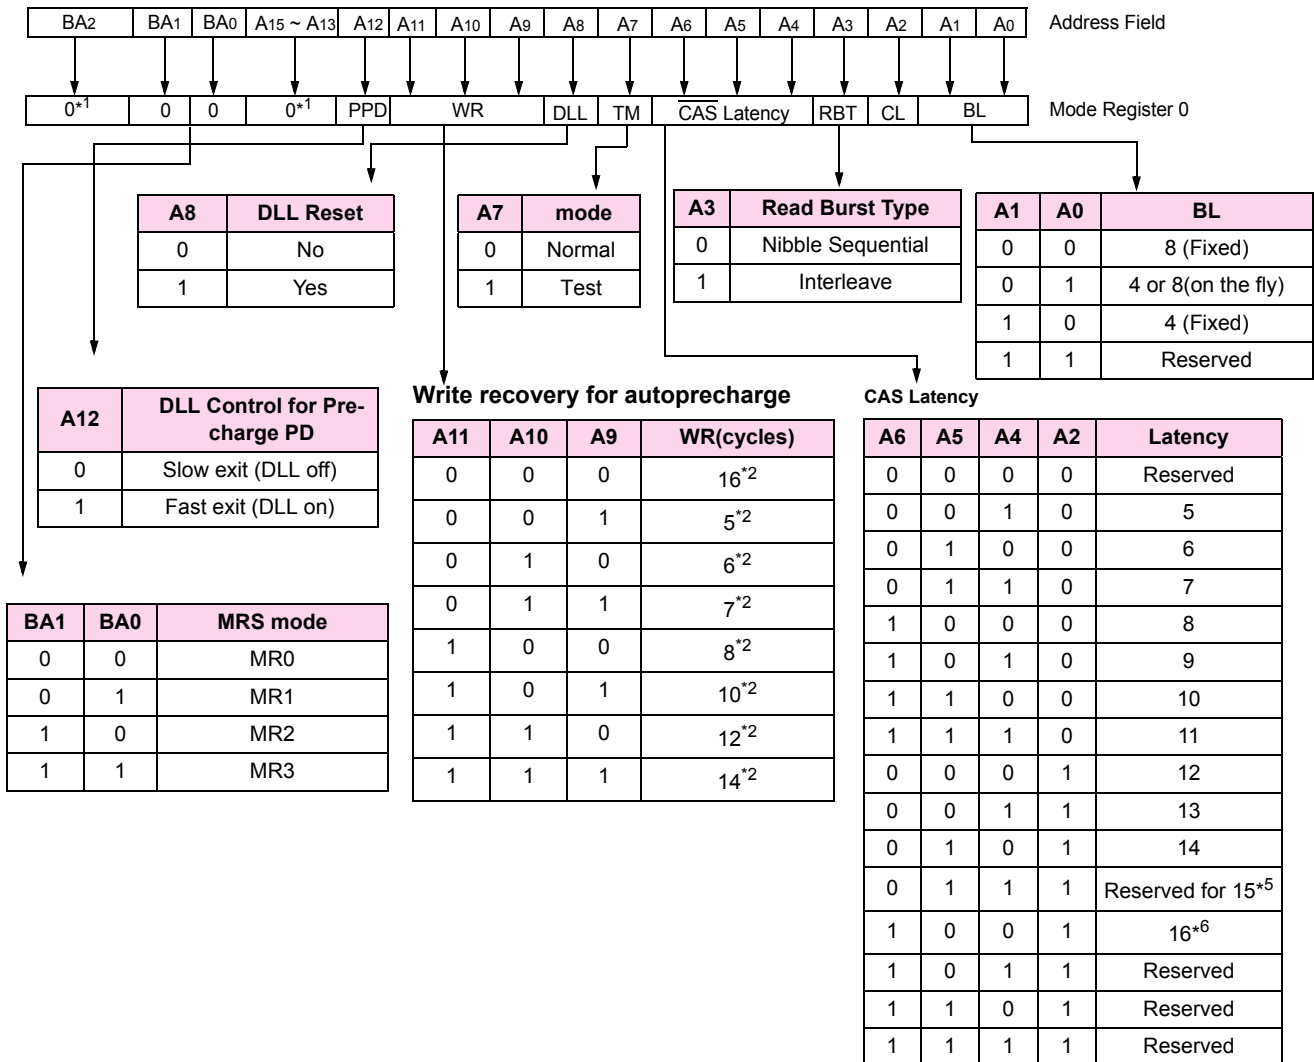 BA2 BA1 BA0 A15 ~ A13 A12 A11 A10 A9 A8 A7 A6 A5 A4 A3 A2 A1 A0 Address Field
0*1 0 0 0*1 PPD WR DLL TM CAS Latency RBT CL BL Mode Register 0
A8 DLL Reset
0 No
1 Yes
A7 mode
0 Normal
1 Test
A3 Read Burst Type
0 Nibble Sequential
1 Interleave
A1 A0 BL
0 0 8 (Fixed)
0 1 4 or 8(on the fly)
1 0 4 (Fixed)
1 1 Reserved
A12 DLL Control for Pre-
charge PD
0 Slow exit (DLL off)
1 Fast exit (DLL on)
BA1 BA0 MRS mode
0 0 MR0
0 1 MR1
1 0 MR2
1 1 MR3
Write recovery for autoprecharge
A11 A10 A9 WR(cycles)
0 0 0 16*2
0 0 1 5*2
0 1 0 6*2
0 1 1 7*2
1 0 0 8*2
1 0 1 10*2
1 1 0 12*2
1 1 1 14*2
CAS Latency
A6 A5 A4 A2 Latency
0 0 0 0 Reserved
0 0 1 0 5
0 1 0 0 6
0 1 1 0 7
1 0 0 0 8
1 0 1 0 9
1 1 0 0 10
1 1 1 0 11
0 0 0 1 12
0 0 1 1 13
0 1 0 1 14
0 1 1 1 Reserved for 15*5
1 0 0 1 16*6
1 0 1 1 Reserved
1 1 0 1 Reserved
1 1 1 1 Reserved